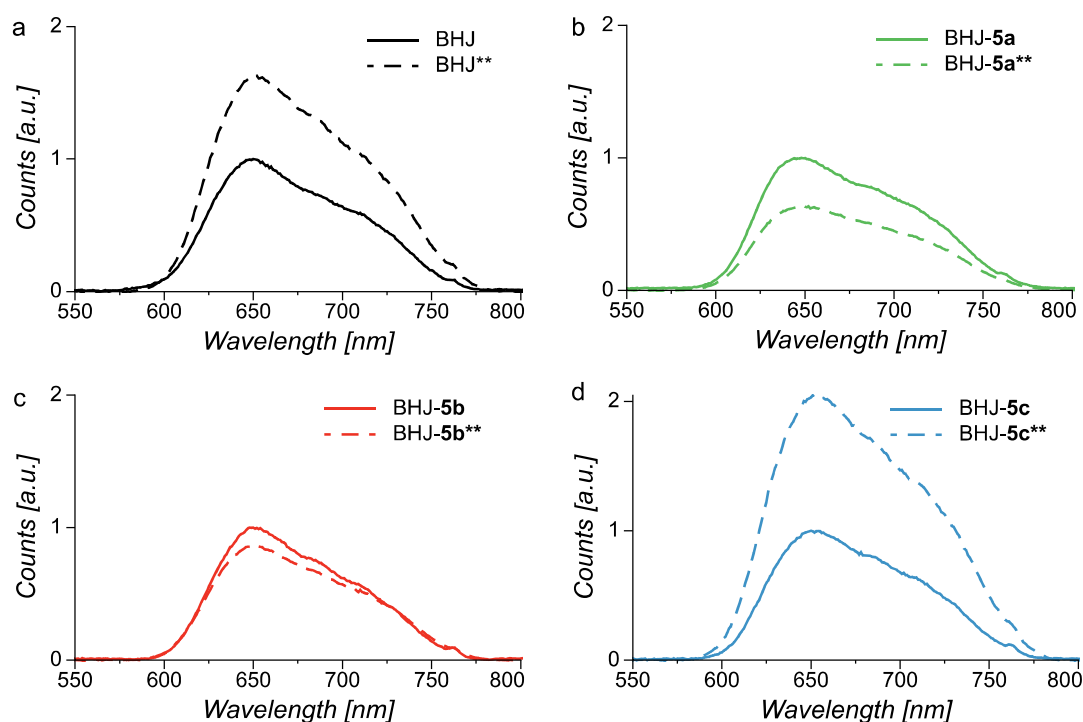 a
2
1
0
Counts [a.u.]
BHJ
BHJ**
550 600 650 700 750 800
Wavelength [nm]
b
2
1
0
Counts [a.u.]
BHJ-5a
BHJ-5a**
550 600 650 700 750 800
Wavelength [nm]
c
2
1
0
Counts [a.u.]
BHJ-5b
BHJ-5b**
550 600 650 700 750 800
Wavelength [nm]
d
2
1
0
Counts [a.u.]
BHJ-5c
BHJ-5c**
550 600 650 700 750 800
Wavelength [nm]